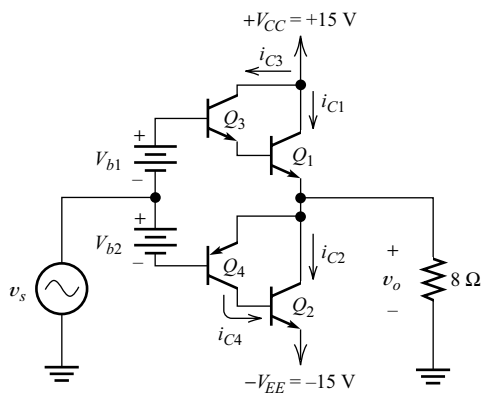 +V_CC = +15 V
i_C3
i_C1
Q_3
+
V_b1
–
Q_1
+
V_b2
–
Q_4
i_C2
+
v_o
–
8 Ω
v_s
Q_2
i_C4
–V_EE = –15 V